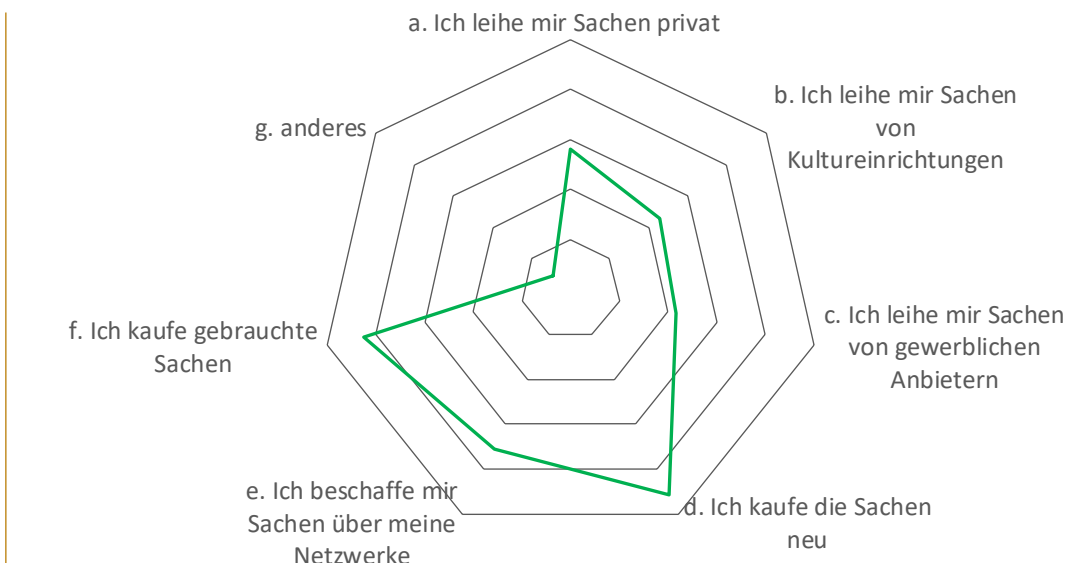 a. Ich leihe mir Sachen privat
b. Ich leihe mir Sachen
von
Kultureinrichtungen
c. Ich leihe mir Sachen
von gewerblichen
Anbietern
d. Ich kaufe die Sachen
neu
e. Ich beschaffe mir
Sachen über meine
Netzwerke
f. Ich kaufe gebrauchte
Sachen
g. anderes